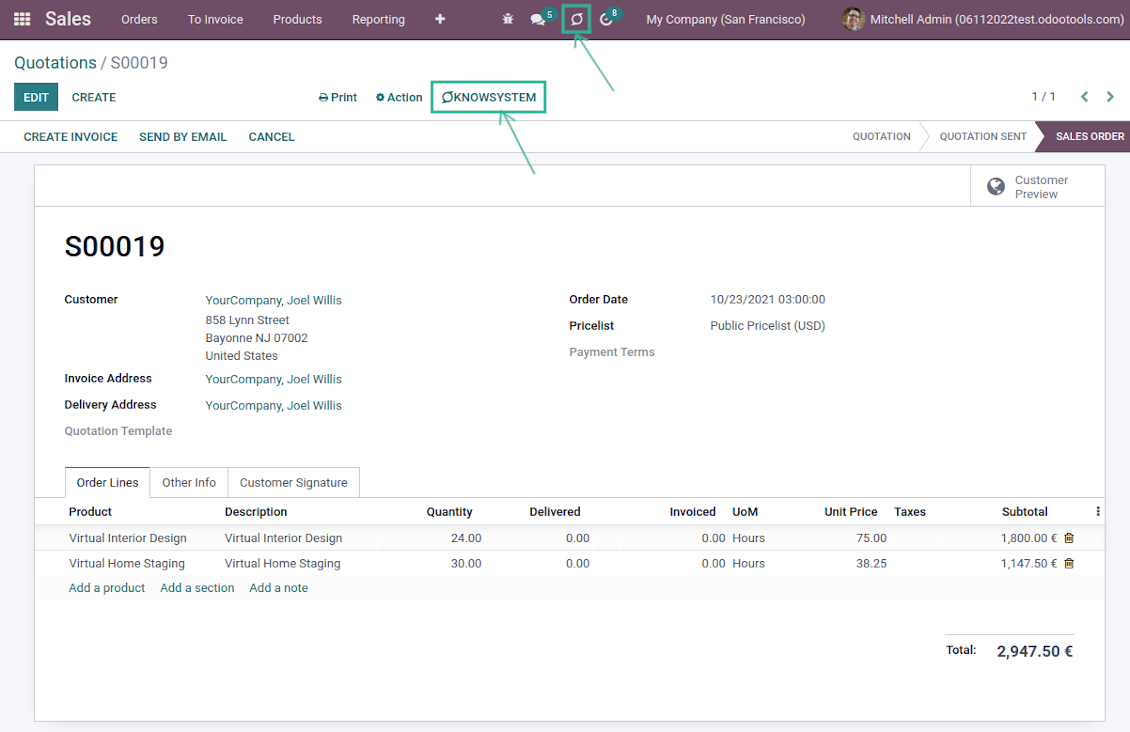 Sales Orders To Invoice Products Reporting 5 8 My Company (San Francisco) Mitchell Admin (06112022test.odootools.com)
Quotations / S00019
EDIT CREATE Print Action KNOWSYSTEM 1 / 1
CREATE INVOICE SEND BY EMAIL CANCEL QUOTATION QUOTATION SENT SALES ORDER
Customer
Preview
S00019
Customer YourCompany, Joel Willis Order Date 10/23/2021 03:00:00
858 Lynn Street
Bayonne NJ 07002 Pricelist Public Pricelist (USD)
United States Payment Terms
Invoice Address YourCompany, Joel Willis
Delivery Address YourCompany, Joel Willis
Quotation Template
Order Lines Other Info Customer Signature
Product Description Quantity Delivered Invoiced UoM Unit Price Taxes Subtotal
Virtual Interior Design Virtual Interior Design 24.00 0.00 0.00 Hours 75.00 1,800.00 €
Virtual Home Staging Virtual Home Staging 30.00 0.00 0.00 Hours 38.25 1,147.50 €
Add a product Add a section Add a note
Total: 2,947.50 €